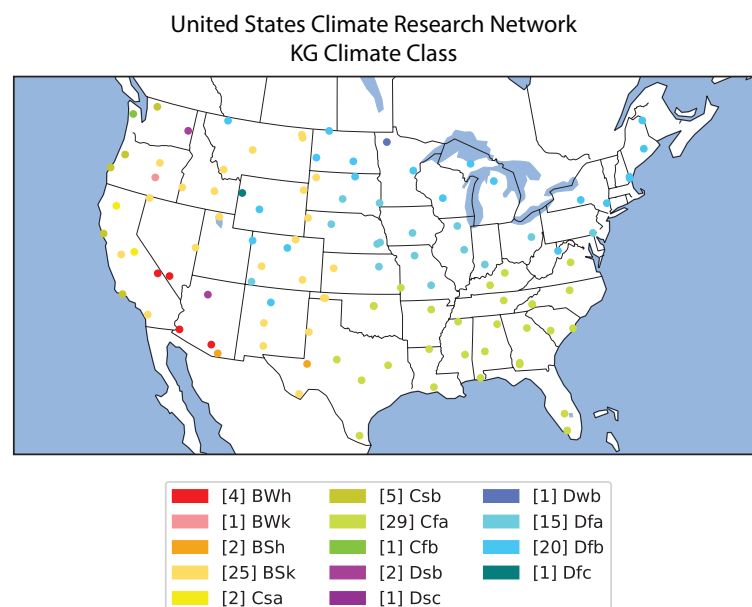 United States Climate Research Network
KG Climate Class
[4] BWh
[1] BWk
[2] BSh
[25] BSk
[2] Csa
[5] Csb
[29] Cfa
[1] Cfb
[2] Dsb
[1] Dsc
[1] Dwb
[15] Dfa
[20] Dfb
[1] Dfc